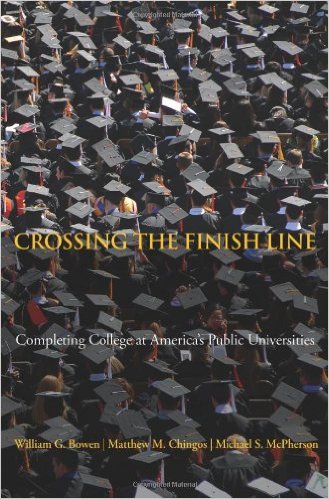 CROSSING THE FINISH LINE
Completing College at America's Public Universities
William G. Bowen | Matthew M. Chingos | Michael S. McPherson